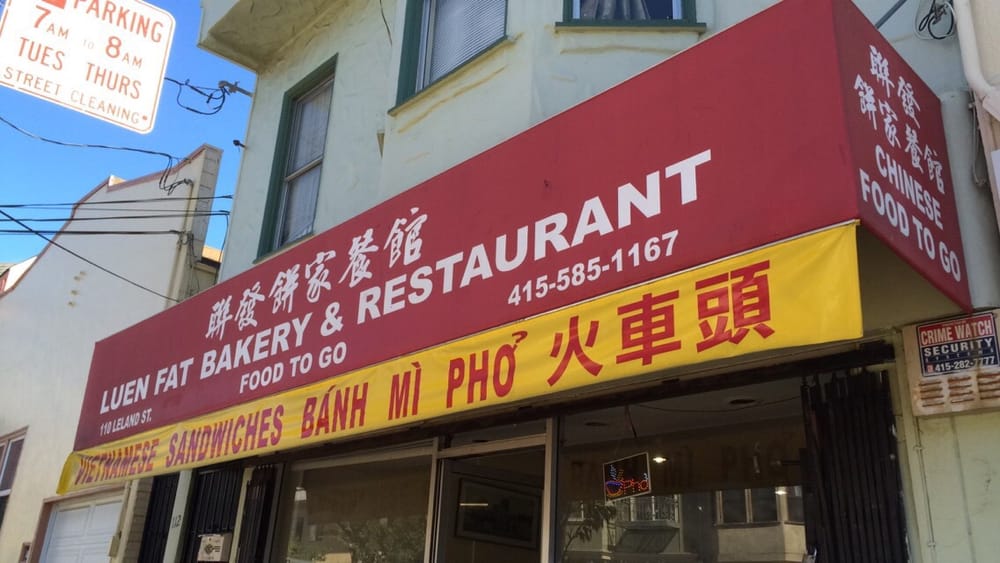 PARKING
7AM TO 8AM
TUES THURS
STREET CLEANING
聯發餅家餐館
LUEN FAT BAKERY & RESTAURANT
110 LELAND ST.
FOOD TO GO
415-585-1167
VIETNAMESE SANDWICHES BÁNH MÌ PHỞ 火車頭
聯發
餅家餐館
CHINESE
FOOD TO GO
CRIME WATCH
SECURITY
112
Pho